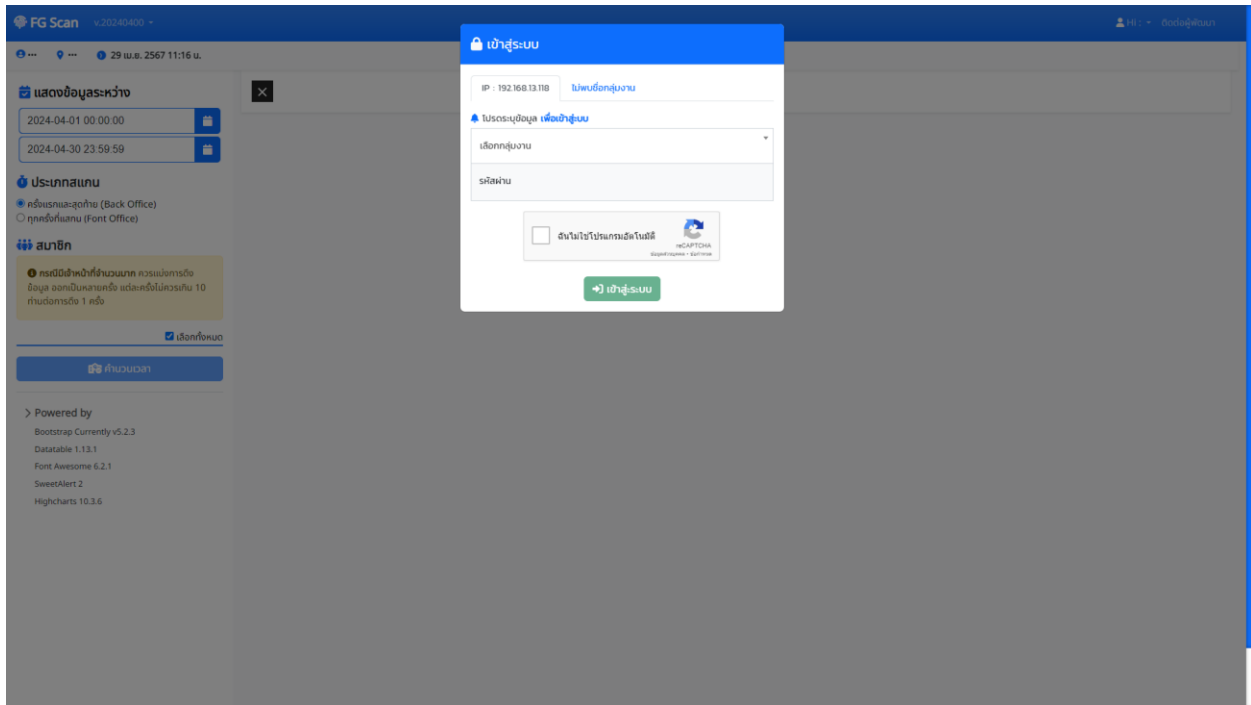 FG Scan v.20240400
Hi : ติดต่อผู้พัฒนา
... ... 29 เม.ย. 2567 11:16 น.
แสดงข้อมูลระหว่าง
2024-04-01 00:00:00
2024-04-30 23:59:59
ประเภทสแกน
ครั้งแรกและสุดท้าย (Back Office)
ทุกครั้งที่แสกน (Font Office)
สมาชิก
กรณีมีเจ้าหน้าที่จำนวนมาก ควรแบ่งการดึง
ข้อมูล ออกเป็นหลายครั้ง แต่ละครั้งไม่ควรเกิน 10
ท่านต่อการดึง 1 ครั้ง
เลือกทั้งหมด
คำนวนเวลา
Powered by
Bootstrap Currently v5.2.3
Datatable 1.13.1
Font Awesome 6.2.1
SweetAlert 2
Highcharts 10.3.6
เข้าสู่ระบบ
IP : 192.168.13.118 ไม่พบชื่อกลุ่มงาน
โปรดระบุข้อมูล เพื่อเข้าสู่ระบบ
เลือกกลุ่มงาน
รหัสผ่าน
ฉันไม่ใช่โปรแกรมอัตโนมัติ
reCAPTCHA
เข้าสู่ระบบ